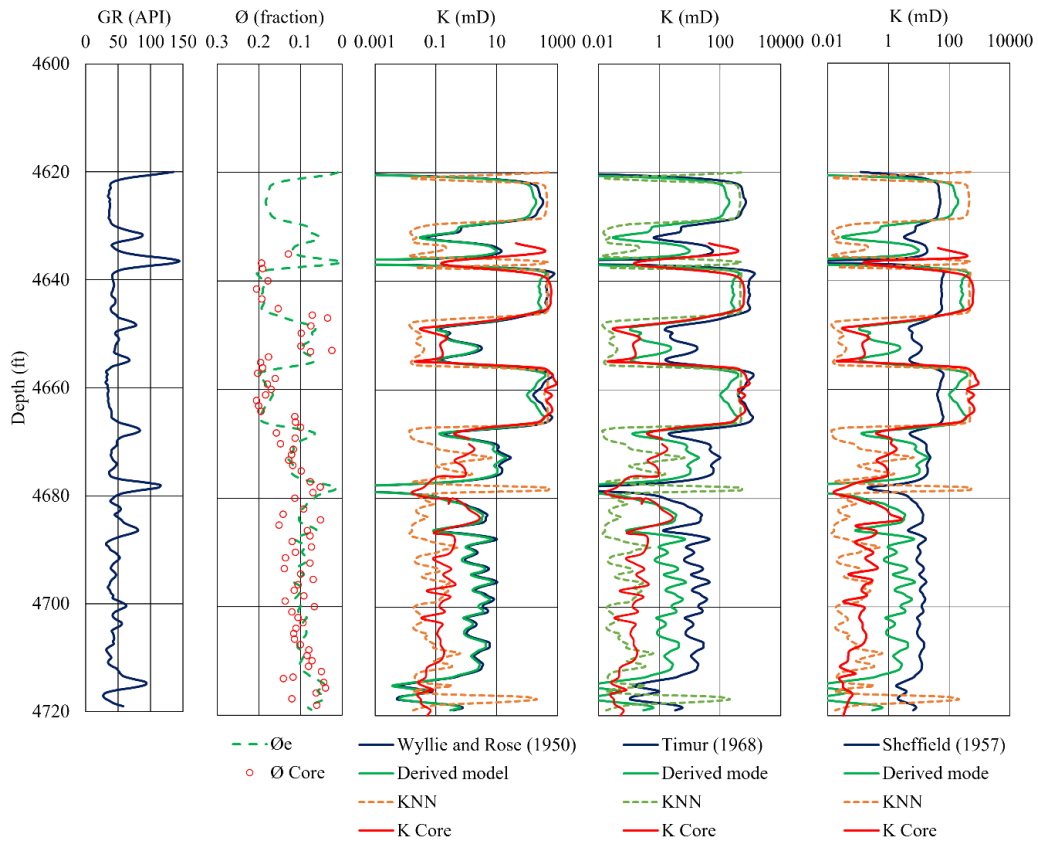 GR (API)
Ø (fraction)
K (mD)
K (mD)
K (mD)
0 50 100 150
0.3 0.2 0.1 0
0.001 0.1 10 1000
0.01 1 100 10000
0.01 1 100 10000
4600
4620
4640
4660
4680
4700
4720
Depth (ft)
Øe
Ø Core
Wyllie and Rose (1950)
Derived model
KNN
K Core
Timur (1968)
Derived mode
KNN
K Core
Sheffield (1957)
Derived mode
KNN
K Core